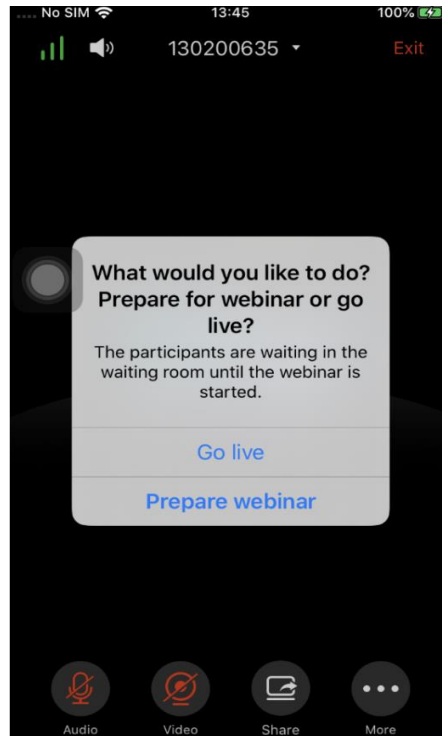 No SIM
13:45
100%
130200635
Exit
What would you like to do?
Prepare for webinar or go
live?
The participants are waiting in the
waiting room until the webinar is
started.
Go live
Prepare webinar
Audio
Video
Share
More